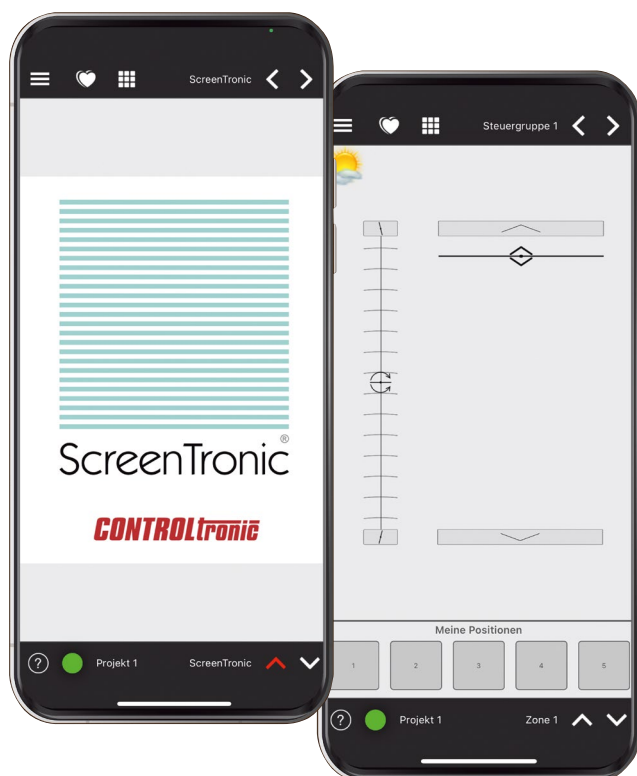 ScreenTronic
ScreenTronic®
CONTROLtronic
?
Projekt 1
ScreenTronic
Steuergruppe 1
Meine Positionen
1 2 3 4 5
?
Projekt 1
Zone 1